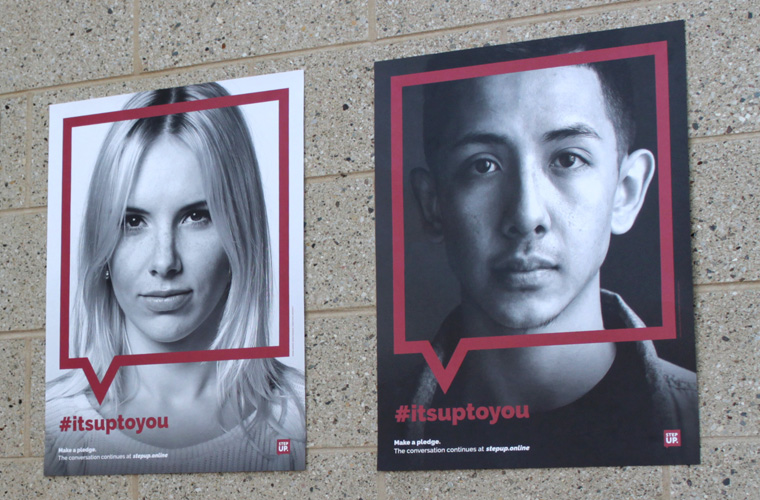 #itsuptoyou
Make a pledge.
The conversation continues at stepup.online
STEP
UP.
#itsuptoyou
Make a pledge.
The conversation continues at stepup.online
STEP
UP.